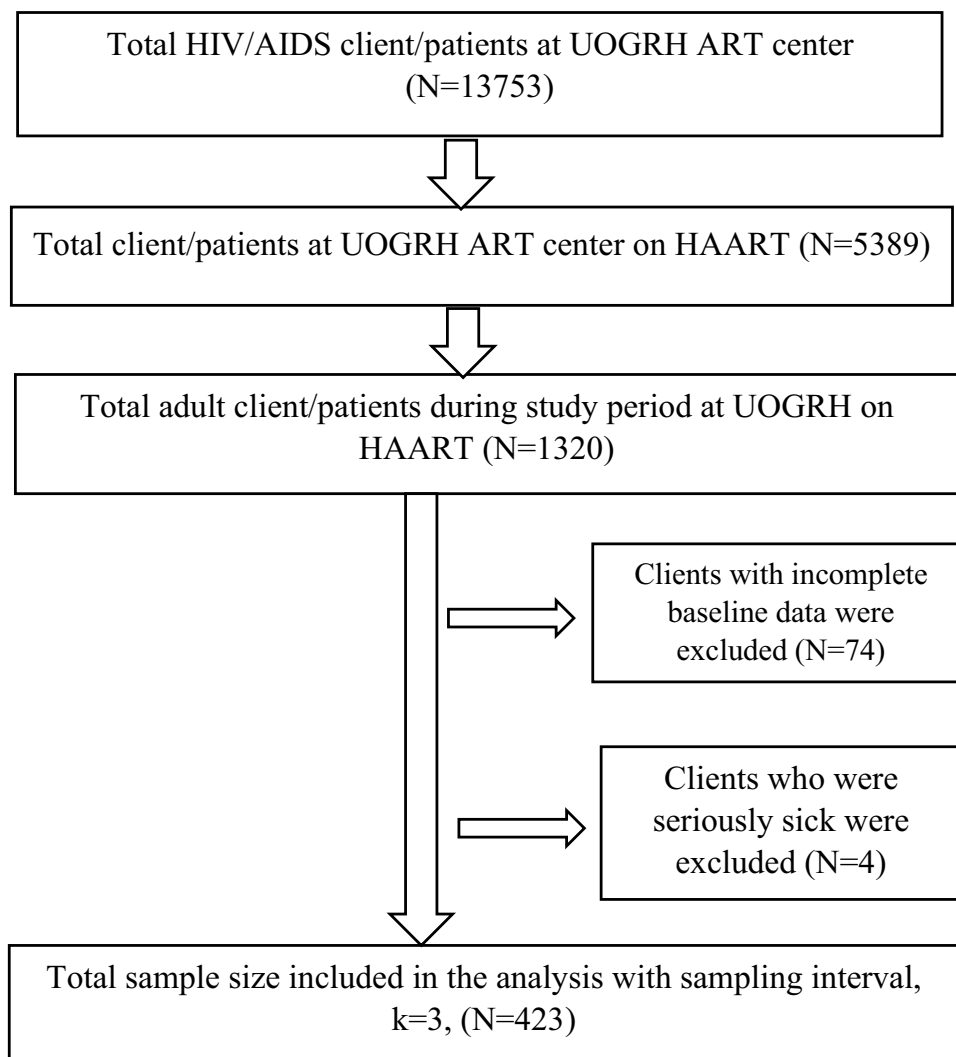 Total HIV/AIDS client/patients at UOGRH ART center
(N=13753)
Total client/patients at UOGRH ART center on HAART (N=5389)
Total adult client/patients during study period at UOGRH on
HAART (N=1320)
Clients with incomplete
baseline data were
excluded (N=74)
Clients who were
seriously sick were
excluded (N=4)
Total sample size included in the analysis with sampling interval,
k=3, (N=423)